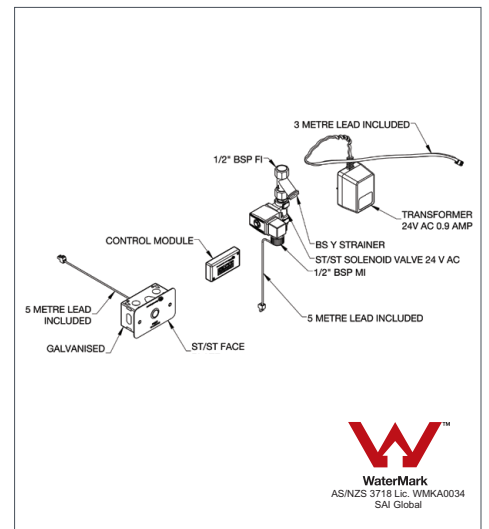 3 METRE LEAD INCLUDED
1/2" BSP FI
TRANSFORMER
24V AC 0.9 AMP
BS Y STRAINER
CONTROL MODULE
ST/ST SOLENOID VALVE 24 V AC
1/2" BSP MI
5 METRE LEAD
INCLUDED
5 METRE LEAD INCLUDED
GALVANISED
ST/ST FACE
TM
WaterMark
AS/NZS 3718 Lic. WMKA0034
SAI Global